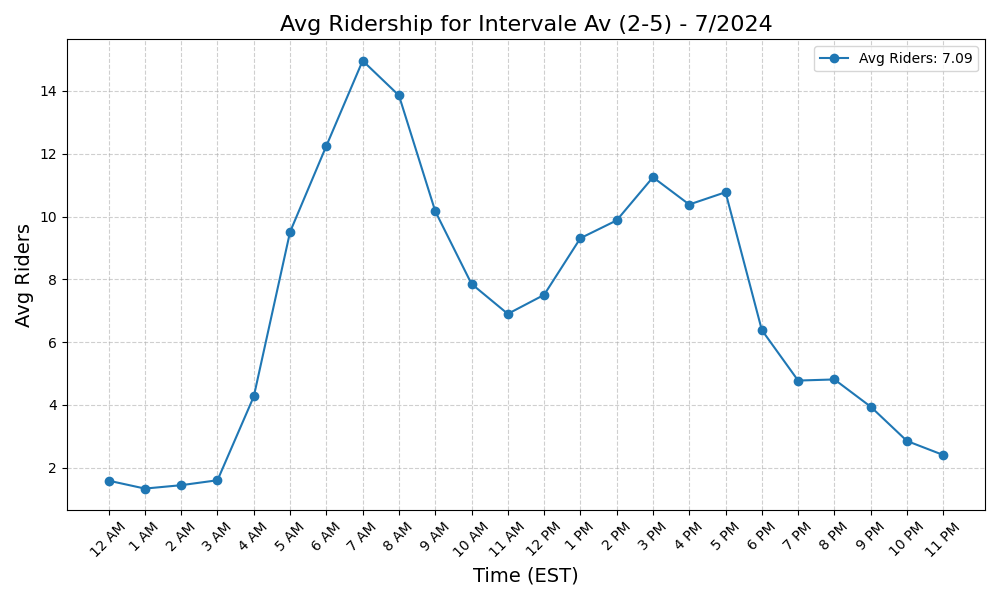 Avg Ridership for Intervale Av (2-5) - 7/2024
Avg Riders: 7.09
Avg Riders
14
12
10
8
6
4
2
12 AM
1 AM
2 AM
3 AM
4 AM
5 AM
6 AM
7 AM
8 AM
9 AM
10 AM
11 AM
12 PM
1 PM
2 PM
3 PM
4 PM
5 PM
6 PM
7 PM
8 PM
9 PM
10 PM
11 PM
Time (EST)